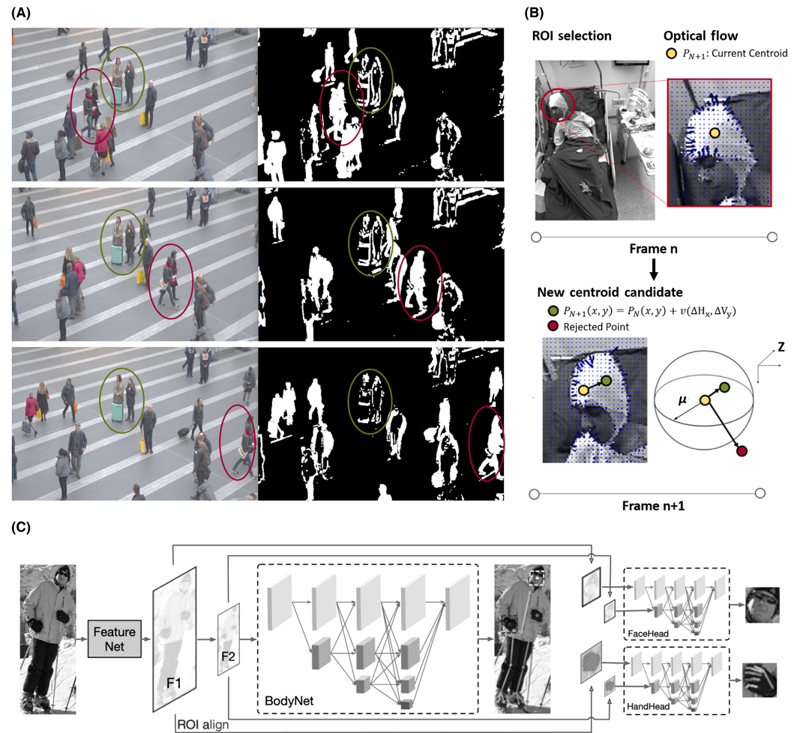 (A)
(B)
ROI selection
Optical flow
P_{N+1}: Current Centroid
Frame n
New centroid candidate
P_{N+1}(x, y) = P_N(x, y) + v(ΔH_x, ΔV_y)
Rejected Point
Z
μ
Frame n+1
(C)
Feature
Net
F1
F2
BodyNet
ROI align
FaceHead
HandHead